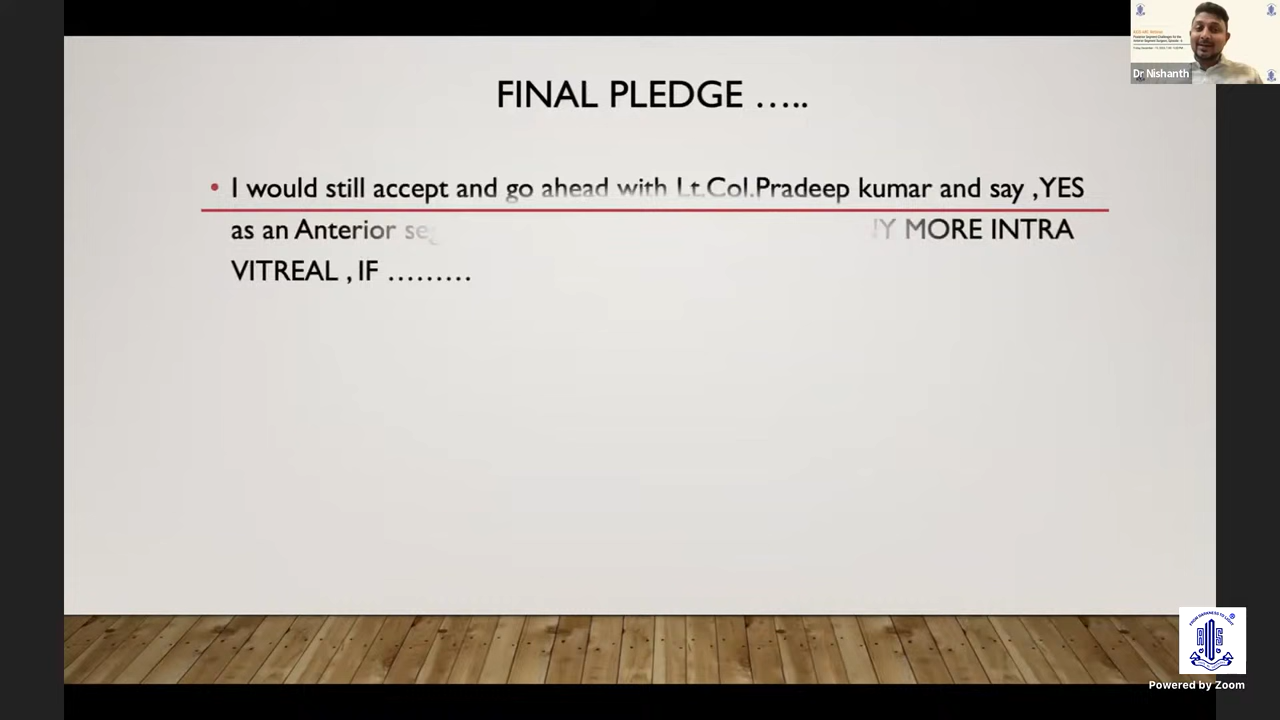 FINAL PLEDGE …..
• I would still accept and go ahead with Lt.Col.Pradeep kumar and say ,YES
as an Anterior MORE INTRA
VITREAL , IF ………
Dr Nishanth
Powered by Zoom